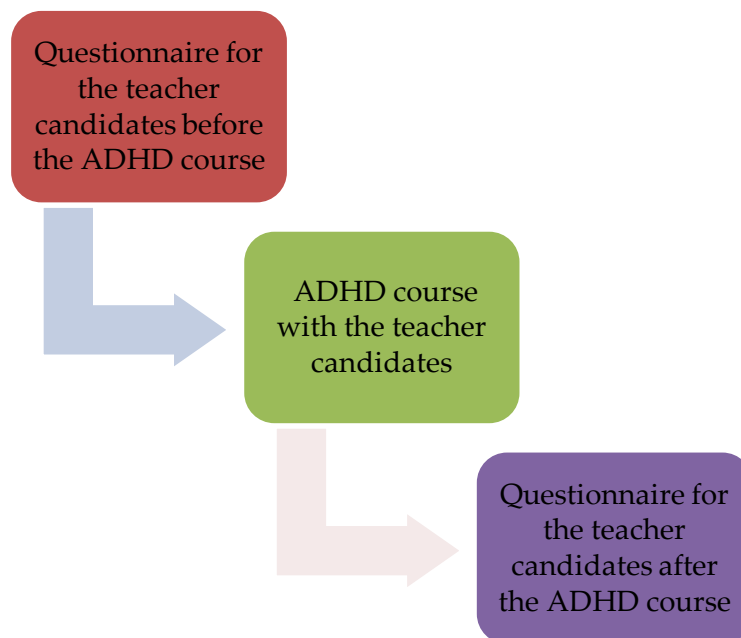 Questionnaire for
the teacher
candidates before
the ADHD course
ADHD course
with the teacher
candidates
Questionnaire for
the teacher
candidates after
the ADHD course